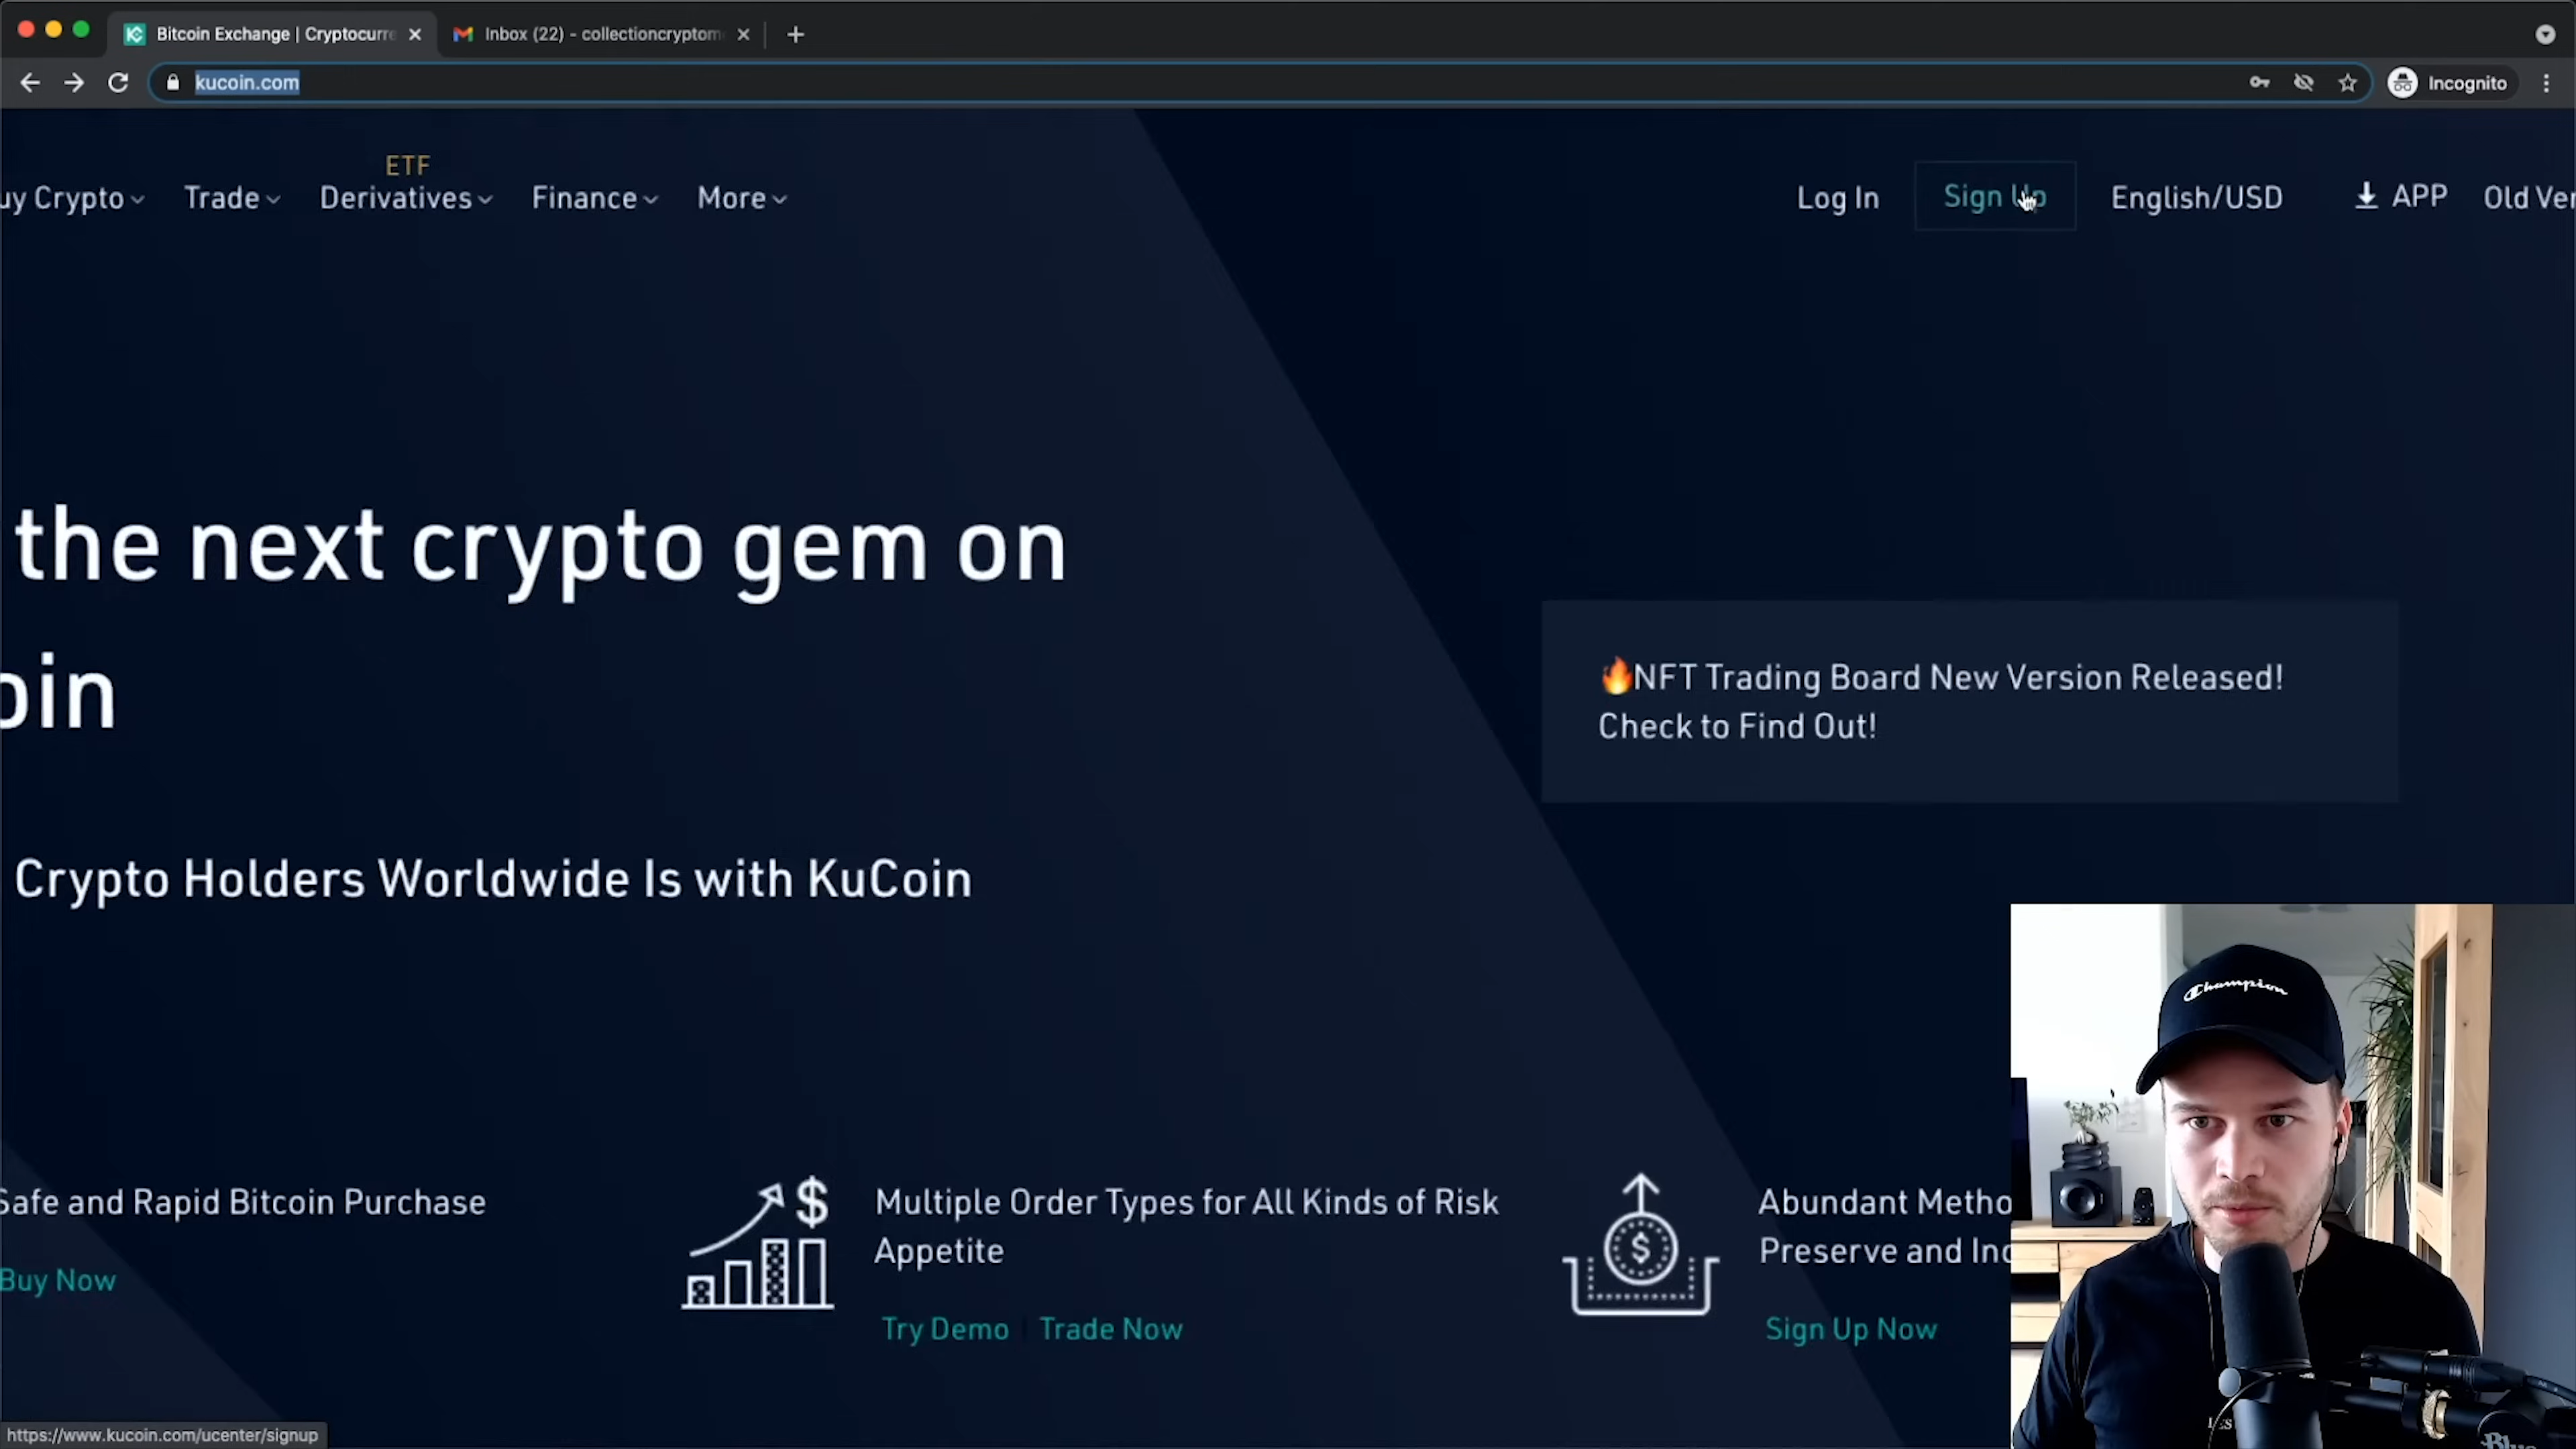 Bitcoin Exchange | Cryptocurre
Inbox (22) - collectioncryptom
kucoin.com
Incognito
uy Crypto
Trade
ETF
Derivatives
Finance
More
Log In
Sign Up
English/USD
APP
Old Ver
the next crypto gem on
oin
🔥NFT Trading Board New Version Released!
Check to Find Out!
Crypto Holders Worldwide Is with KuCoin
Safe and Rapid Bitcoin Purchase
Buy Now
$
Multiple Order Types for All Kinds of Risk
Appetite
Try Demo
Trade Now
$
Abundant Metho
Preserve and Inc
Sign Up Now
Champion
https://www.kucoin.com/ucenter/signup